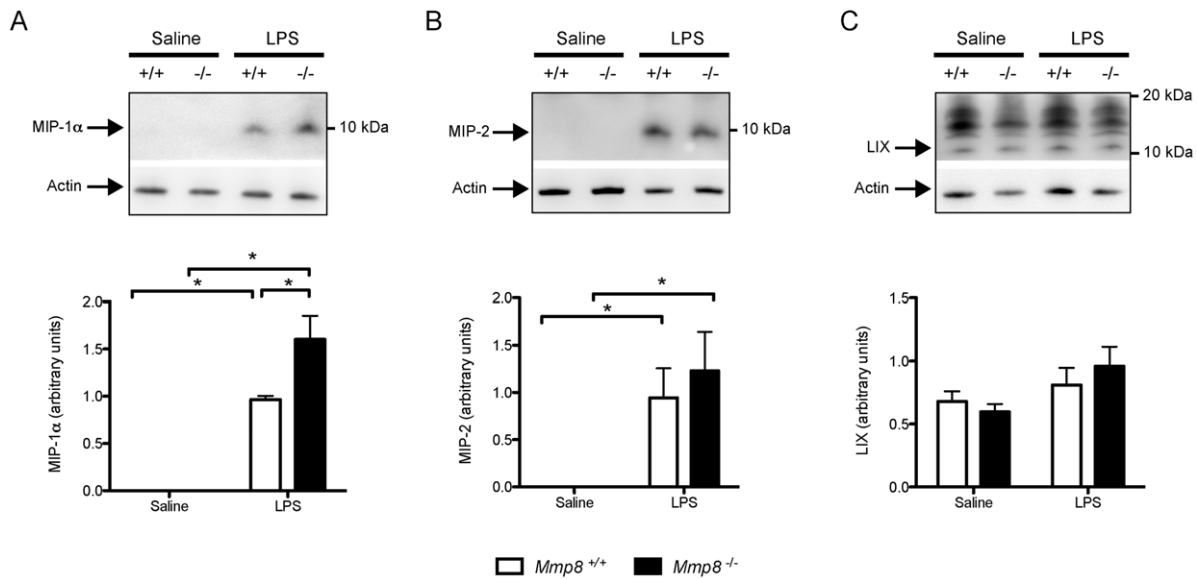 A
Saline LPS
+/+ -/- +/+ -/-
MIP-1α
10 kDa
Actin
*
* *
2.0
1.5
1.0
0.5
0.0
MIP-1α (arbitrary units)
Saline LPS
B
Saline LPS
+/+ -/- +/+ -/-
MIP-2
10 kDa
Actin
*
*
2.0
1.5
1.0
0.5
0.0
MIP-2 (arbitrary units)
Saline LPS
C
Saline LPS
+/+ -/- +/+ -/-
20 kDa
LIX
10 kDa
Actin
1.5
1.0
0.5
0.0
LIX (arbitrary units)
Saline LPS
Mmp8 +/+ Mmp8 -/-